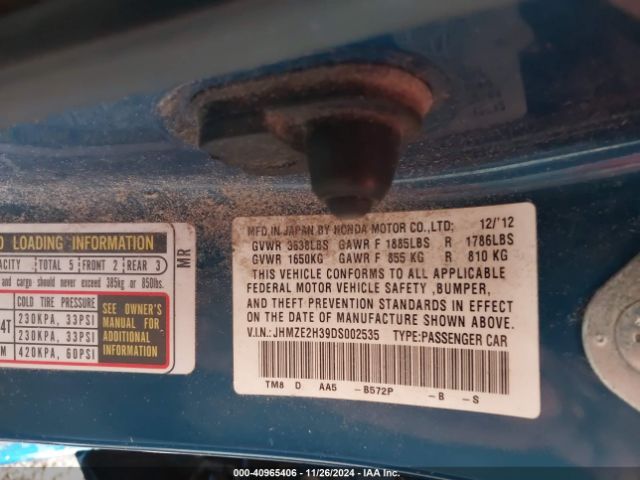 D LOADING INFORMATION
ACITY TOTAL 5 FRONT 2 REAR 3
and cargo should never exceed 385kg or 850lbs.
COLD TIRE PRESSURE
230KPA, 33PSI
4T
230KPA, 33PSI
M 420KPA, 60PSI
SEE OWNER'S
MANUAL FOR
ADDITIONAL
INFORMATION
MR
MFD.IN JAPAN BY HONDA MOTOR CO.,LTD: 12/'12
GVWR 3638LBS GAWR F 1885LBS R 1786LBS
GVWR 1650KG GAWR F 855 KG R 810 KG
THIS VEHICLE CONFORMS TO ALL APPLICABLE
FEDERAL MOTOR VEHICLE SAFETY ,BUMPER,
AND THEFT PREVENTION STANDARDS IN EFFECT
ON THE DATE OF MANUFACTURE SHOWN ABOVE.
V.I.N.: JHMZE2H39DS002535 TYPE:PASSENGER CAR
TM8 D AA5 -B572P -B -S
000-40965406 - 11/26/2024 - IAA Inc.